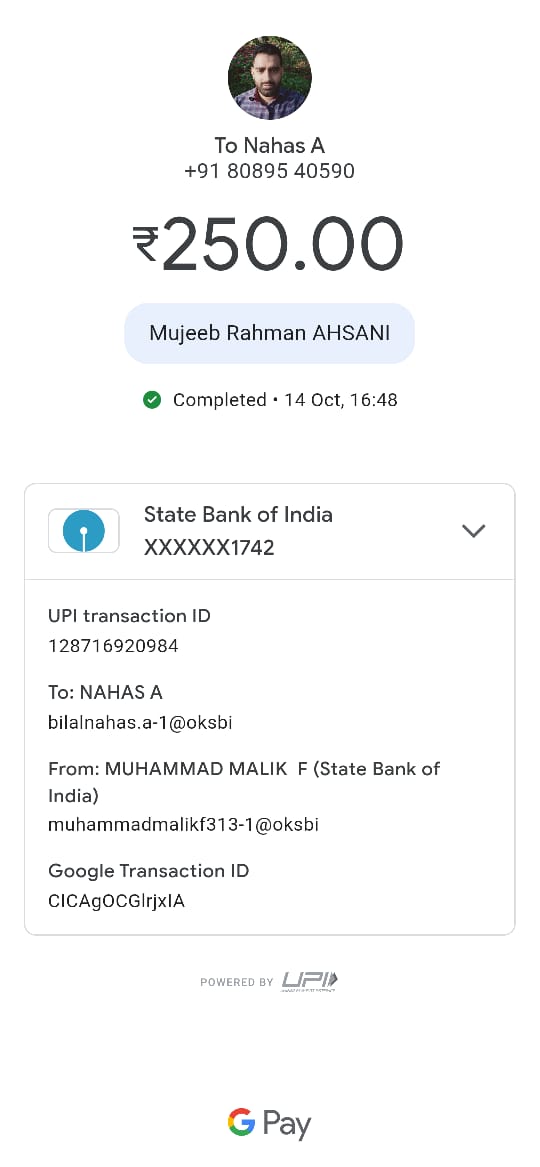 To Nahas A
+91 80895 40590
₹250.00
Mujeeb Rahman AHSANI
Completed • 14 Oct, 16:48
State Bank of India
XXXXXX1742
UPI transaction ID
128716920984
To: NAHAS A
bilalnahas.a-1@oksbi
From: MUHAMMAD MALIK  F (State Bank of
India)
muhammadmalikf313-1@oksbi
Google Transaction ID
CICAgOCGlrjxIA
POWERED BY UPI
G Pay